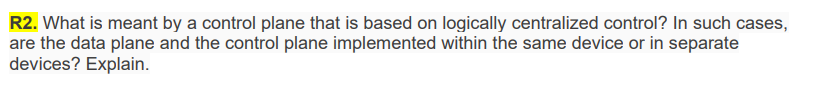 R2. What is meant by a control plane that is based on logically centralized control? In such cases,
are the data plane and the control plane implemented within the same device or in separate
devices? Explain.